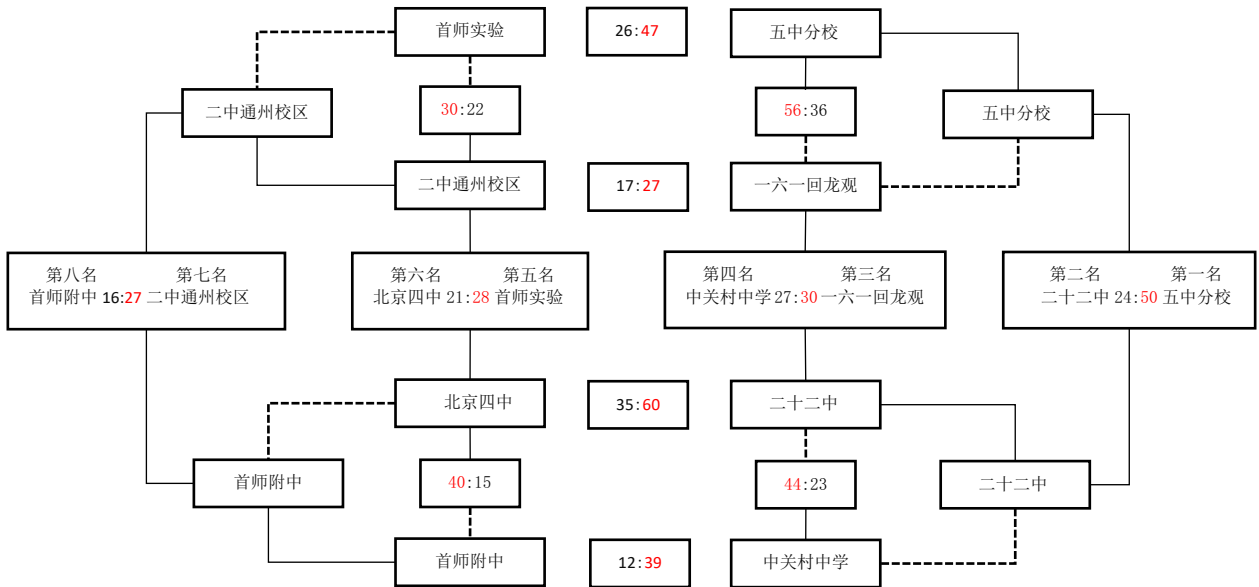 首师实验
26:47
五中分校
二中通州校区
30:22
56:36
五中分校
二中通州校区
17:27
一六一回龙观
第八名 第七名
首师附中 16:27 二中通州校区
第六名 第五名
北京四中 21:28 首师实验
第四名 第三名
中关村中学 27:30 一六一回龙观
第二名 第一名
二十二中 24:50 五中分校
北京四中
35:60
二十二中
首师附中
40:15
44:23
二十二中
首师附中
12:39
中关村中学